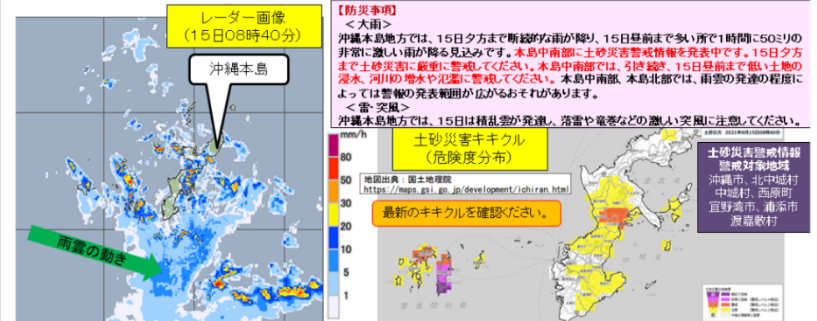 レーダー画像
(15日08時40分)
沖縄本島
雨雲の動き
mm/h
80
50
30
20
10
5
1
【防災事項】
<大雨>
沖縄本島地方では、15日夕方まで断続的な雨が降り、15日昼前まで多い所で1時間に50ミリの
非常に激しい雨が降る見込みです。本島中南部に土砂災害警戒情報を発表中です。15日夕方
まで土砂災害に厳重に警戒してください。本島中南部では、引き続き、15日昼前まで低い土地の
浸水、河川の増水や氾濫に警戒してください。本島中南部、本島北部では、雨雲の発達の程度に
よっては警報の発表範囲が広がるおそれがあります。
<雷・突風>
沖縄本島地方では、15日は積乱雲が発達し、落雷や竜巻などの激しい突風に注意してください。
土砂災害キキクル
(危険度分布)
2021年6月15日08時40分
地図出典:国土地理院
https://maps.gsi.go.jp/development/ichiran.html
最新のキキクルを確認ください。
土砂災害警戒情報
警戒対象地域
沖縄市、北中城村
中城村、西原町
宜野湾市、浦添市
渡嘉敷村